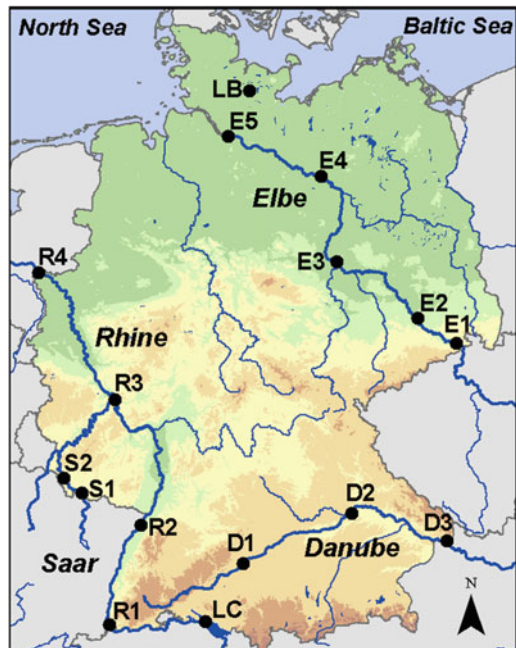 North Sea
Baltic Sea
LB
E5
E4
Elbe
R4
E3
E2
E1
Rhine
R3
S2
S1
D2
R2
D3
Saar
D1
Danube
N
R1
LC